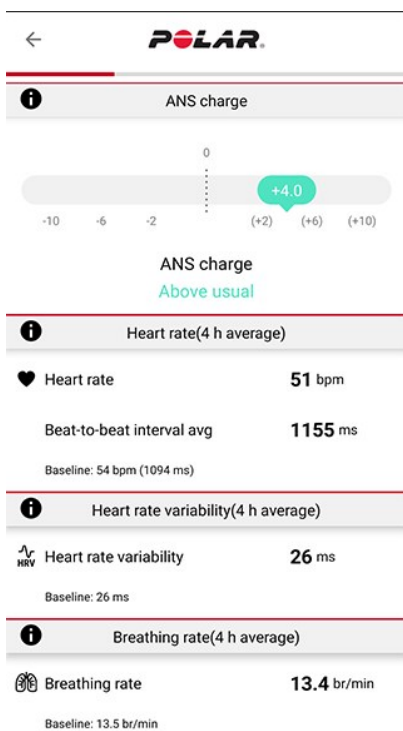 POLAR.
ANS charge
0
+4.0
-10 -6 -2 (+2) (+6) (+10)
ANS charge
Above usual
Heart rate(4 h average)
Heart rate 51 bpm
Beat-to-beat interval avg 1155 ms
Baseline: 54 bpm (1094 ms)
Heart rate variability(4 h average)
HRV Heart rate variability 26 ms
Baseline: 26 ms
Breathing rate(4 h average)
Breathing rate 13.4 br/min
Baseline: 13.5 br/min